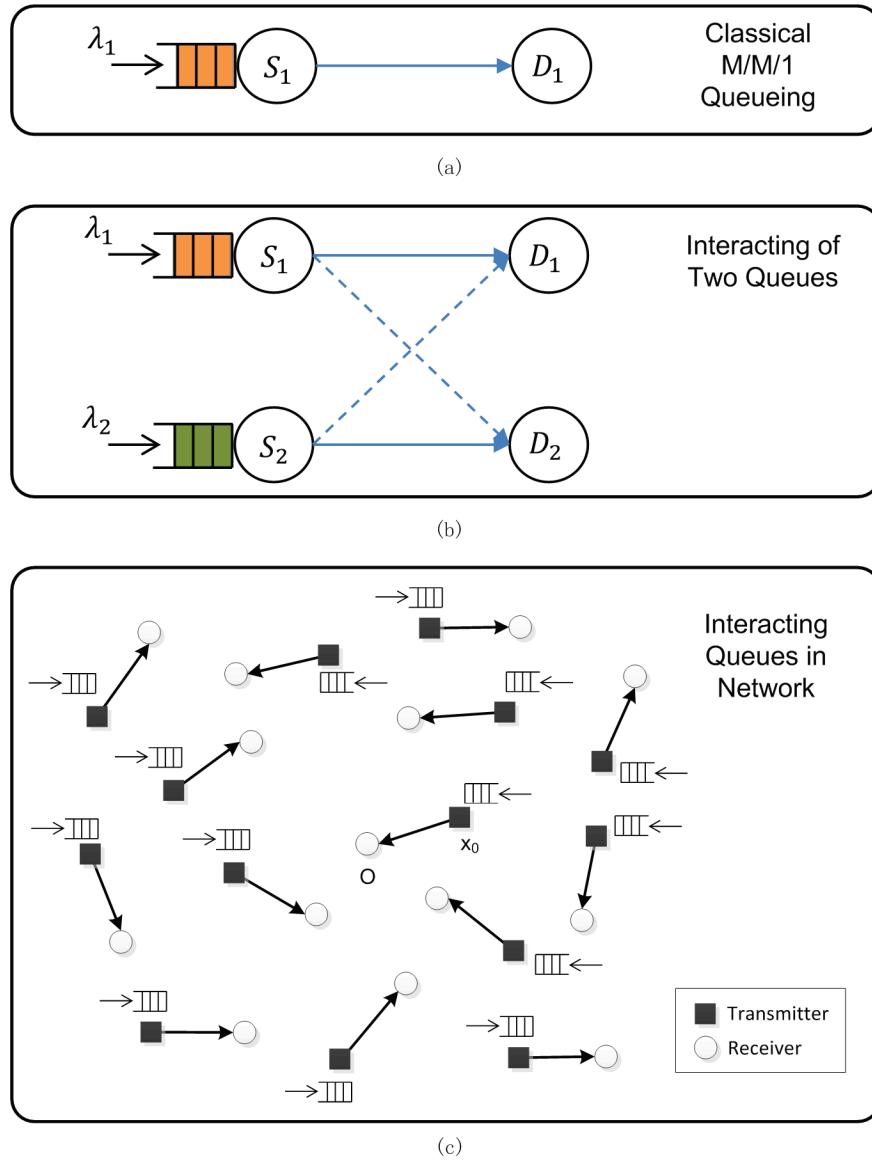 λ₁
S₁
D₁
Classical
M/M/1
Queueing
(a)
λ₁
S₁
D₁
Interacting of
Two Queues
λ₂
S₂
D₂
(b)
Interacting
Queues in
Network
x₀
O
Transmitter
Receiver
(c)